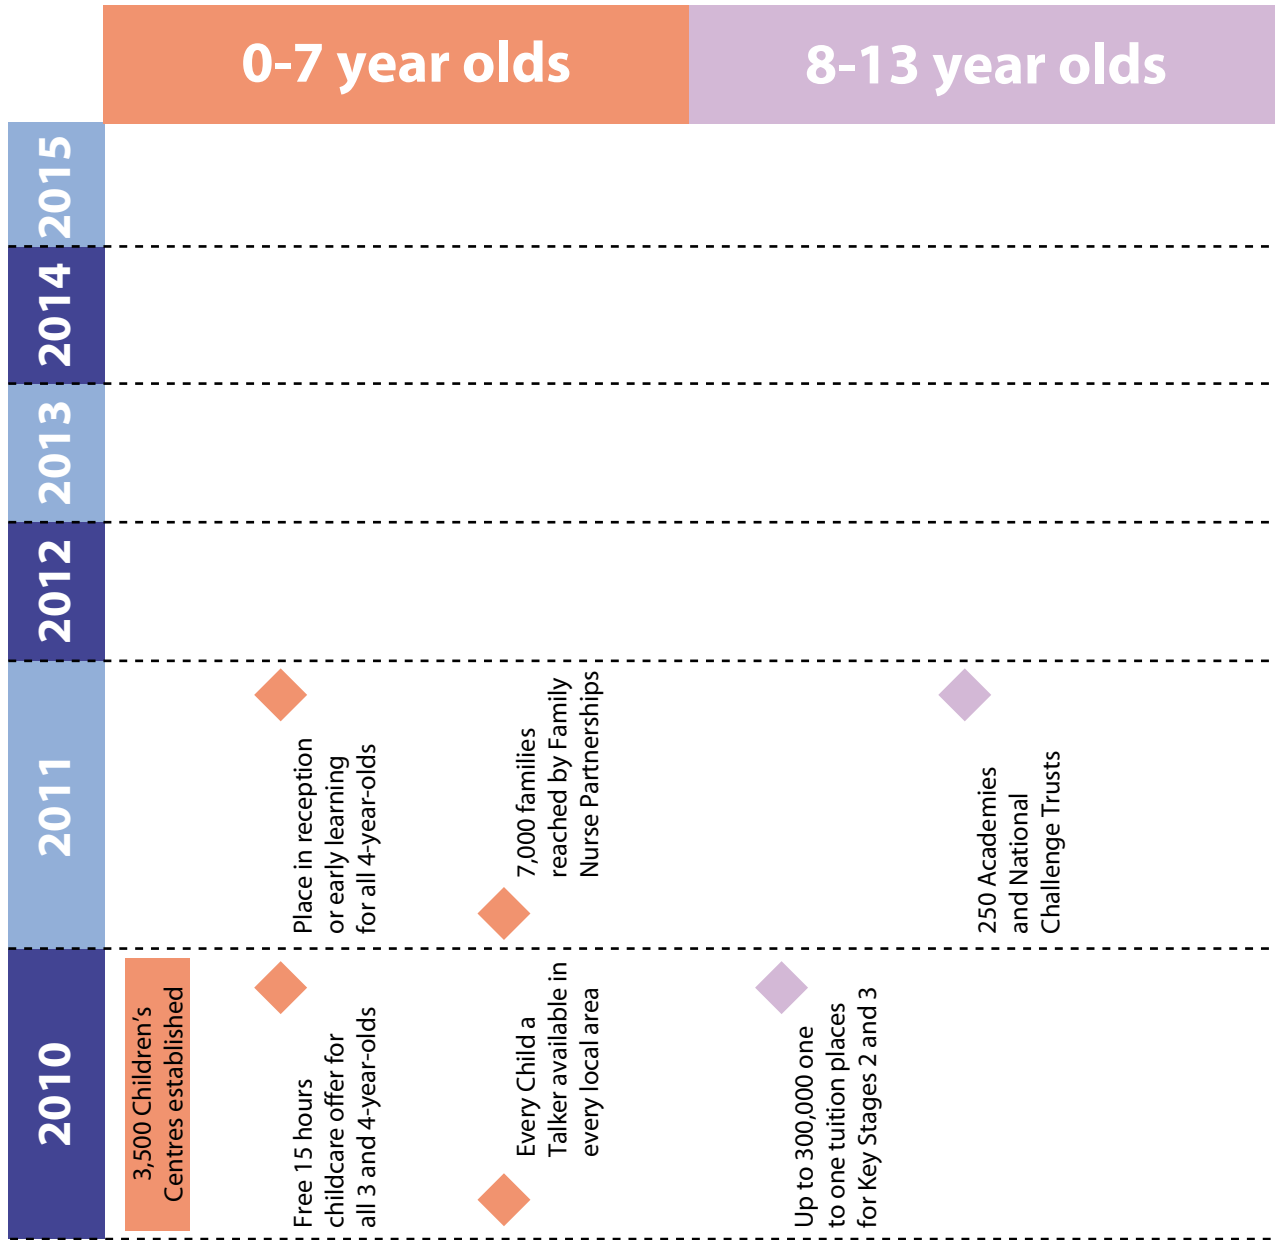 0-7 year olds
8-13 year olds
2015
2014
2013
2012
2011
Place in reception
or early learning
for all 4-year-olds
7,000 families
reached by Family
Nurse Partnerships
250 Academies
and National
Challenge Trusts
2010
3,500 Children’s
Centres established
Free 15 hours
childcare offer for
all 3 and 4-year-olds
Every Child a
Talker available in
every local area
Up to 300,000 one
to one tuition places
for Key Stages 2 and 3